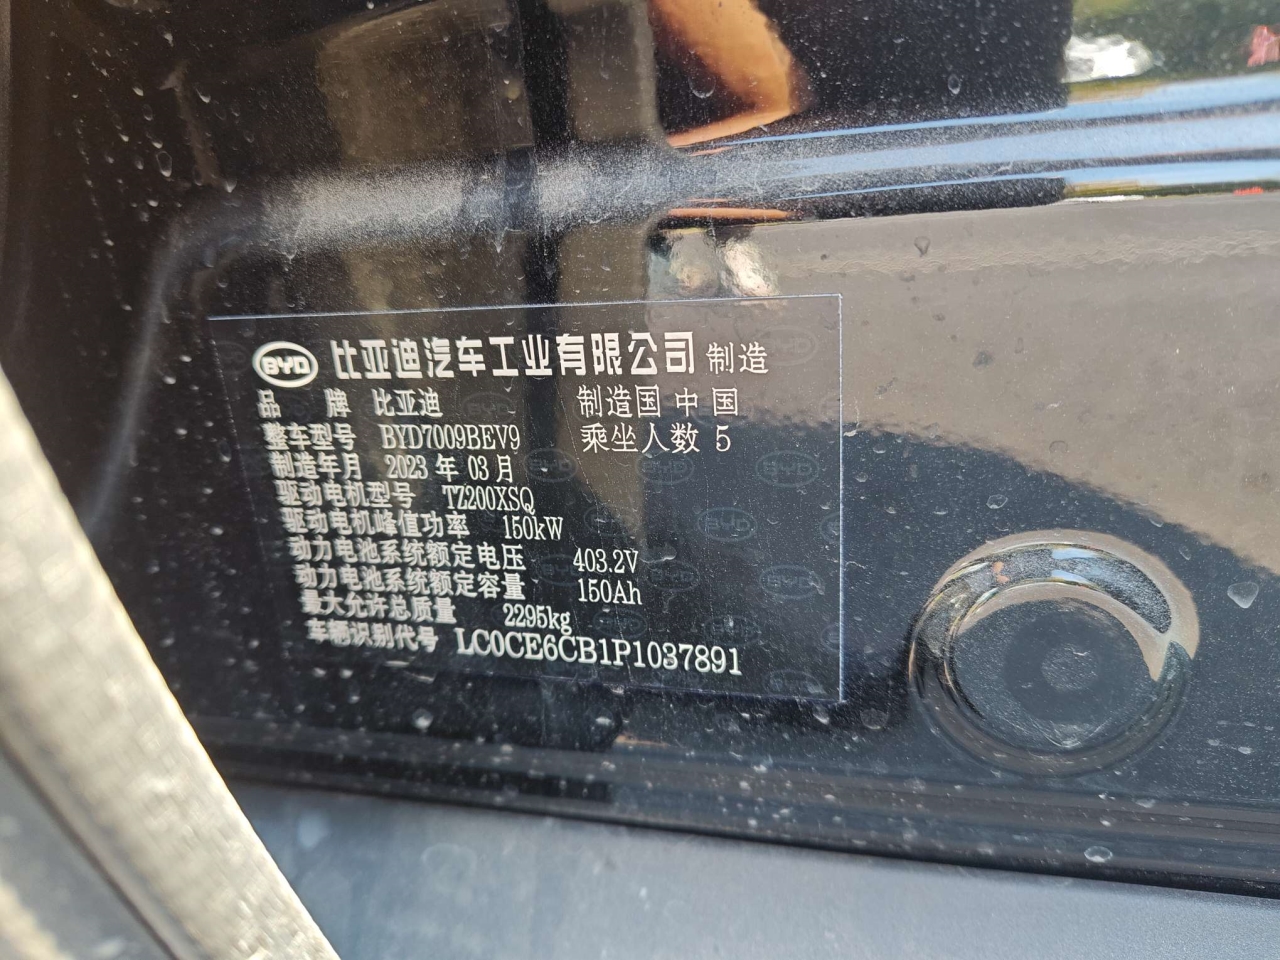 BYD 比亚迪汽车工业有限公司 制造
品 牌 比亚迪 制造国 中国
整车型号 BYD7009BEV9 乘坐人数 5
制造年月 2023 年 03 月
驱动电机型号 TZ200XSQ
驱动电机峰值功率 150kW
动力电池系统额定电压 403.2V
动力电池系统额定容量 150Ah
最大允许总质量 2295kg
车辆识别代号 LC0CE6CB1P1037891